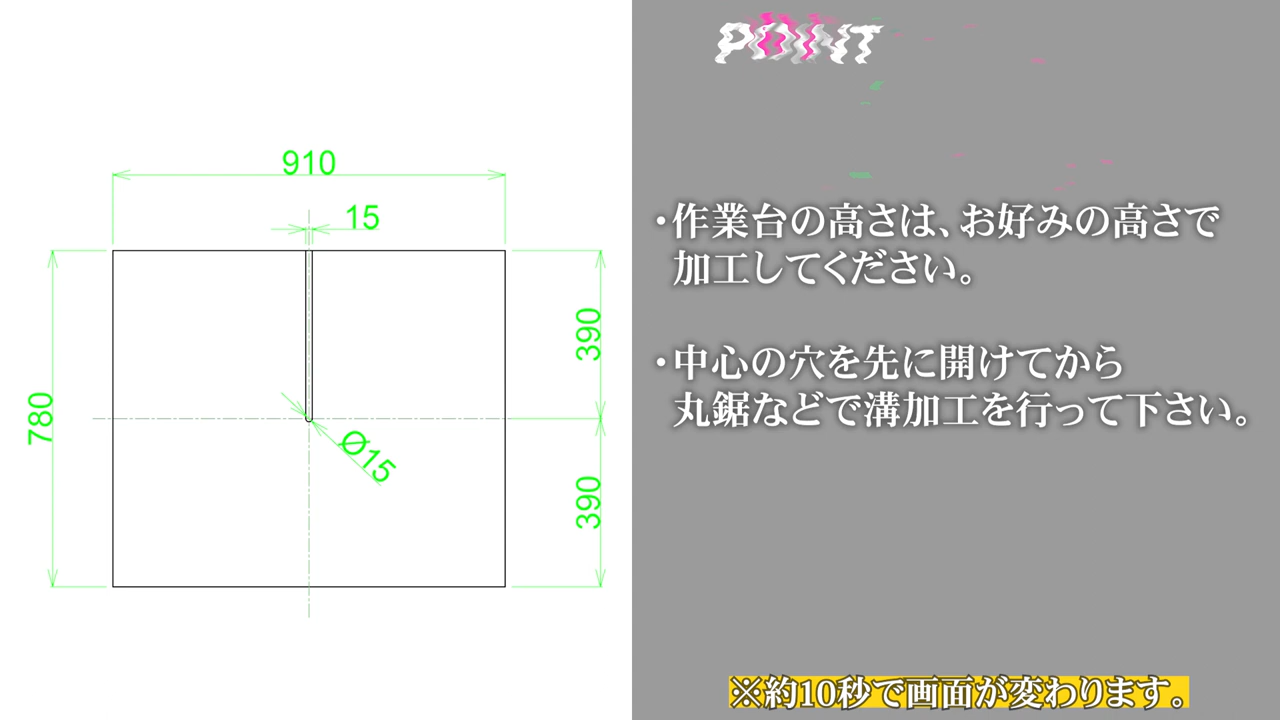 POINT
910
15
780
390
390
Ø15
・作業台の高さは、お好みの高さで
加工してください。
・中心の穴を先に開けてから
丸鋸などで溝加工を行って下さい。
※約10秒で画面が変わります。